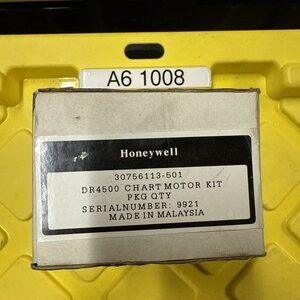 A6 1008
Honeywell
30756113-501
DR4500 CHART MOTOR KIT
PKG QTY
SERIALNUMBER: 9921
MADE IN MALAYSIA